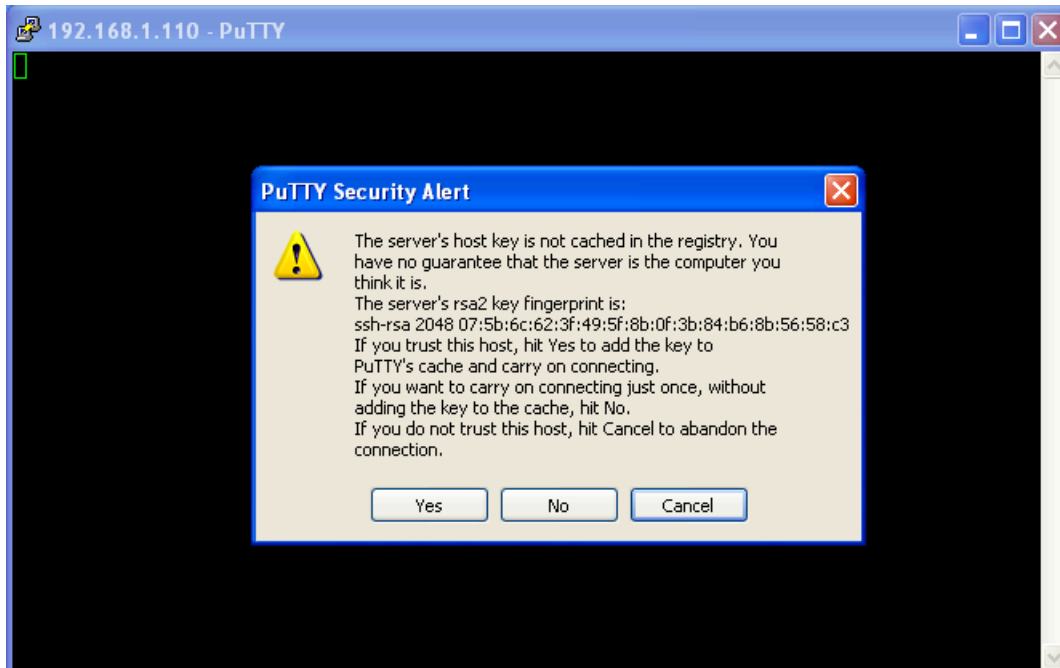 192.168.1.110 - PuTTY
PuTTY Security Alert
The server's host key is not cached in the registry. You
have no guarantee that the server is the computer you
think it is.
The server's rsa2 key fingerprint is:
ssh-rsa 2048 07:5b:6c:62:3f:49:5f:8b:0f:3b:84:b6:8b:56:58:c3
If you trust this host, hit Yes to add the key to
PuTTY's cache and carry on connecting.
If you want to carry on connecting just once, without
adding the key to the cache, hit No.
If you do not trust this host, hit Cancel to abandon the
connection.
Yes No Cancel